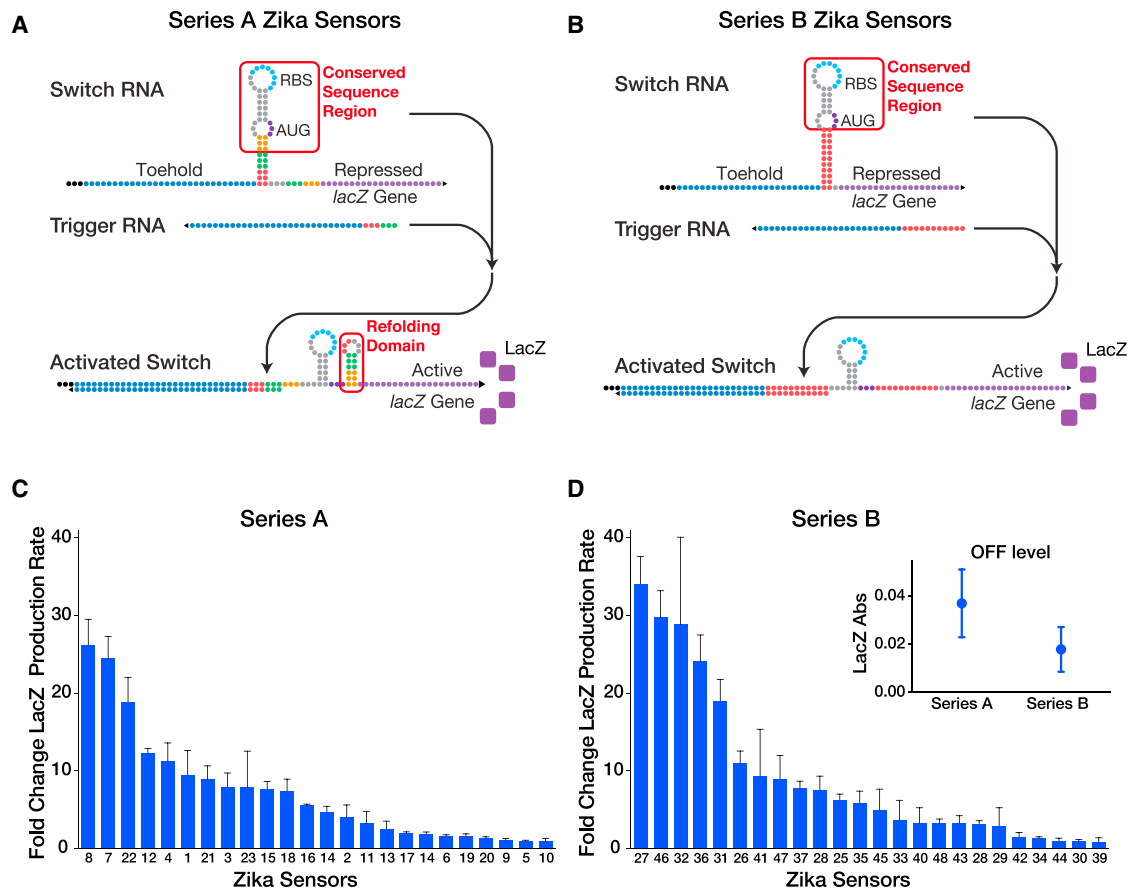 A
Series A Zika Sensors
Switch RNA
RBS
AUG
Conserved
Sequence
Region
Toehold
Repressed
lacZ Gene
Trigger RNA
Refolding
Domain
Activated Switch
Active
lacZ Gene
LacZ
B
Series B Zika Sensors
Switch RNA
RBS
AUG
Conserved
Sequence
Region
Toehold
Repressed
lacZ Gene
Trigger RNA
Activated Switch
Active
lacZ Gene
LacZ
C
Series A
Fold Change LacZ Production Rate
40
30
20
10
0
8 7 22 12 4 1 21 3 23 15 18 16 14 2 11 13 17 14 6 19 20 9 5 10
Zika Sensors
D
Series B
Fold Change LacZ Production Rate
40
30
20
10
0
27 46 32 36 31 26 41 47 37 28 25 35 45 33 40 48 43 28 29 42 34 44 30 39
Zika Sensors
OFF level
LacZ Abs
0.04
0.02
0.00
Series A
Series B